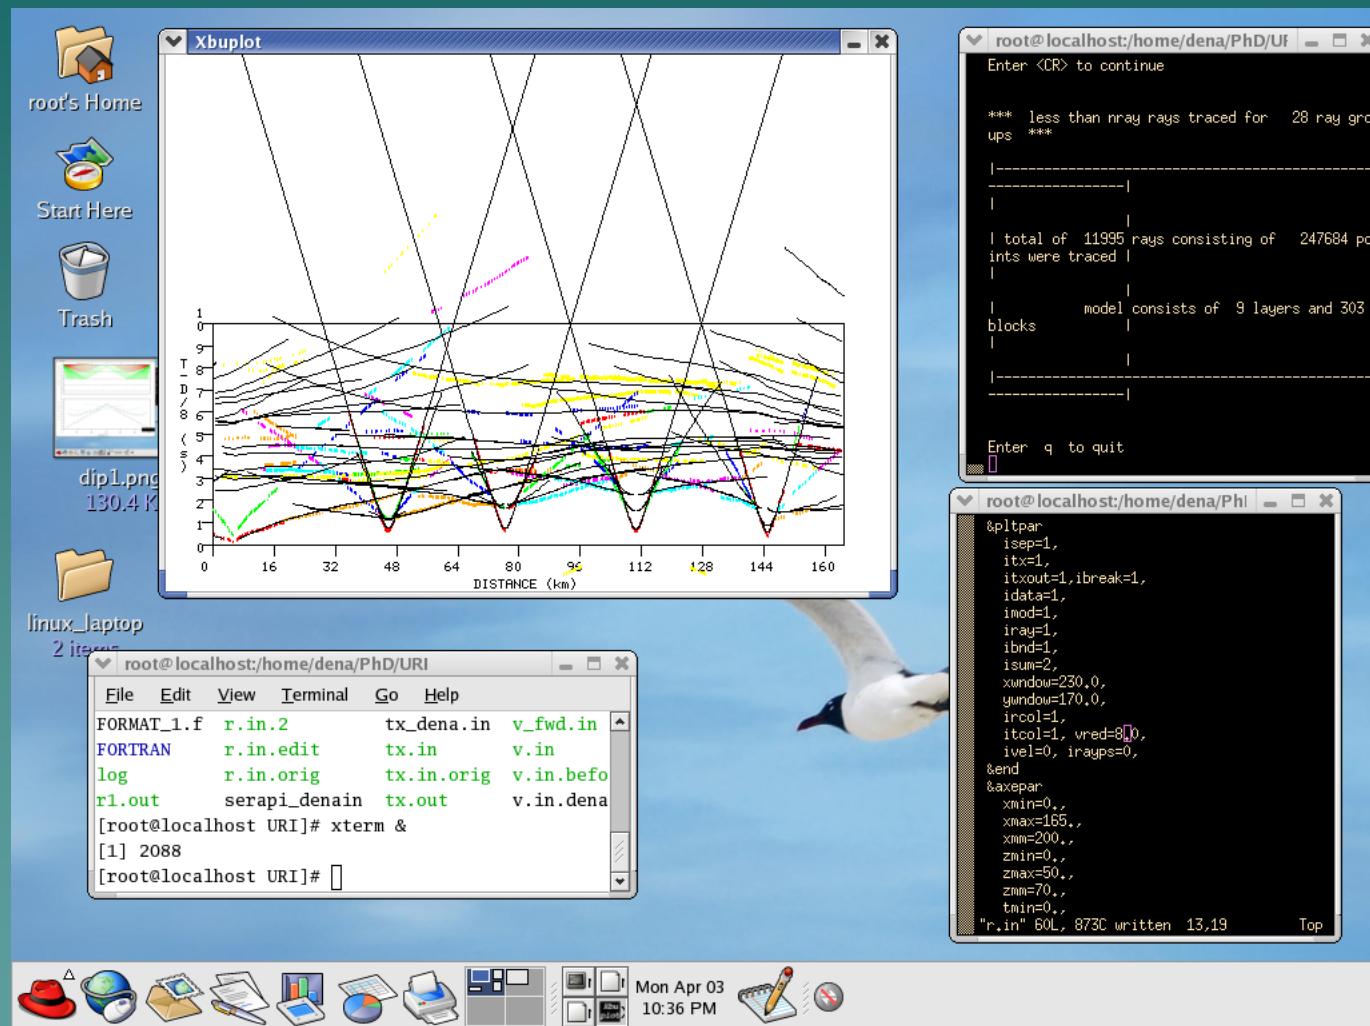 root's Home
Start Here
Trash
dip1.png
130.4 K
linux_laptop
2 items
Xbuplot
1
0
9
8
7
6
5
4
3
2
1
0
T-D/8 (s)
0 16 32 48 64 80 96 112 128 144 160
DISTANCE (km)
root@localhost:/home/dena/PhD/UR
Enter <CR> to continue
*** less than nray rays traced for 28 ray gro
ups ***
|-----------------------------------------------
-----------------|
|
|
| total of 11995 rays consisting of 247684 po
ints were traced |
|
|
| model consists of 9 layers and 303
blocks |
|
|
|-----------------------------------------------
-----------------|
Enter q to quit
root@localhost:/home/dena/PhD/URI
File Edit View Terminal Go Help
FORMAT_1.f r.in.2 tx_dena.in v_fwd.in
FORTRAN r.in.edit tx.in v.in
log r.in.orig tx.in.orig v.in.befo
r1.out serapi_denain tx.out v.in.dena
[root@localhost URI]# xterm &
[1] 2088
[root@localhost URI]#
root@localhost:/home/dena/Phl
&pltpar
isep=1,
itx=1,
itxout=1,ibreak=1,
idata=1,
imod=1,
iray=1,
ibnd=1,
isum=2,
xwndow=230.0,
ywndow=170.0,
ircol=1,
itcol=1, vred=8.0,
ivel=0, irayps=0,
&end
&axepar
xmin=0.,
xmax=165.,
xmm=200.,
zmin=0.,
zmax=50.,
zmm=70.,
tmin=0.,
"r.in" 60L, 873C written 13,19 Top
Mon Apr 03
10:36 PM